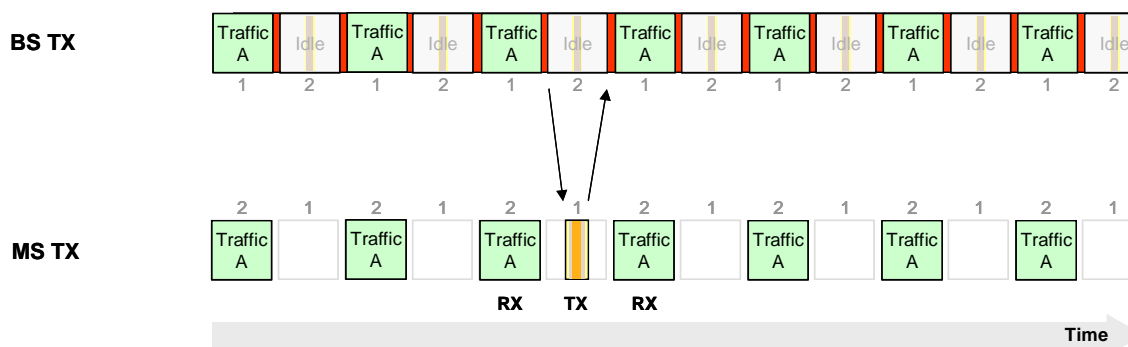 BS TX
Traffic A Idle Traffic A Idle Traffic A Idle Traffic A Idle Traffic A Idle Traffic A Idle Traffic A Idle
1 2 1 2 1 2 1 2 1 2 1 2 1 2
2 1 2 1 2 1 2 1 2 1 2 1 2 1
MS TX
Traffic A Traffic A Traffic A Traffic A Traffic A Traffic A Traffic A
RX TX RX
Time